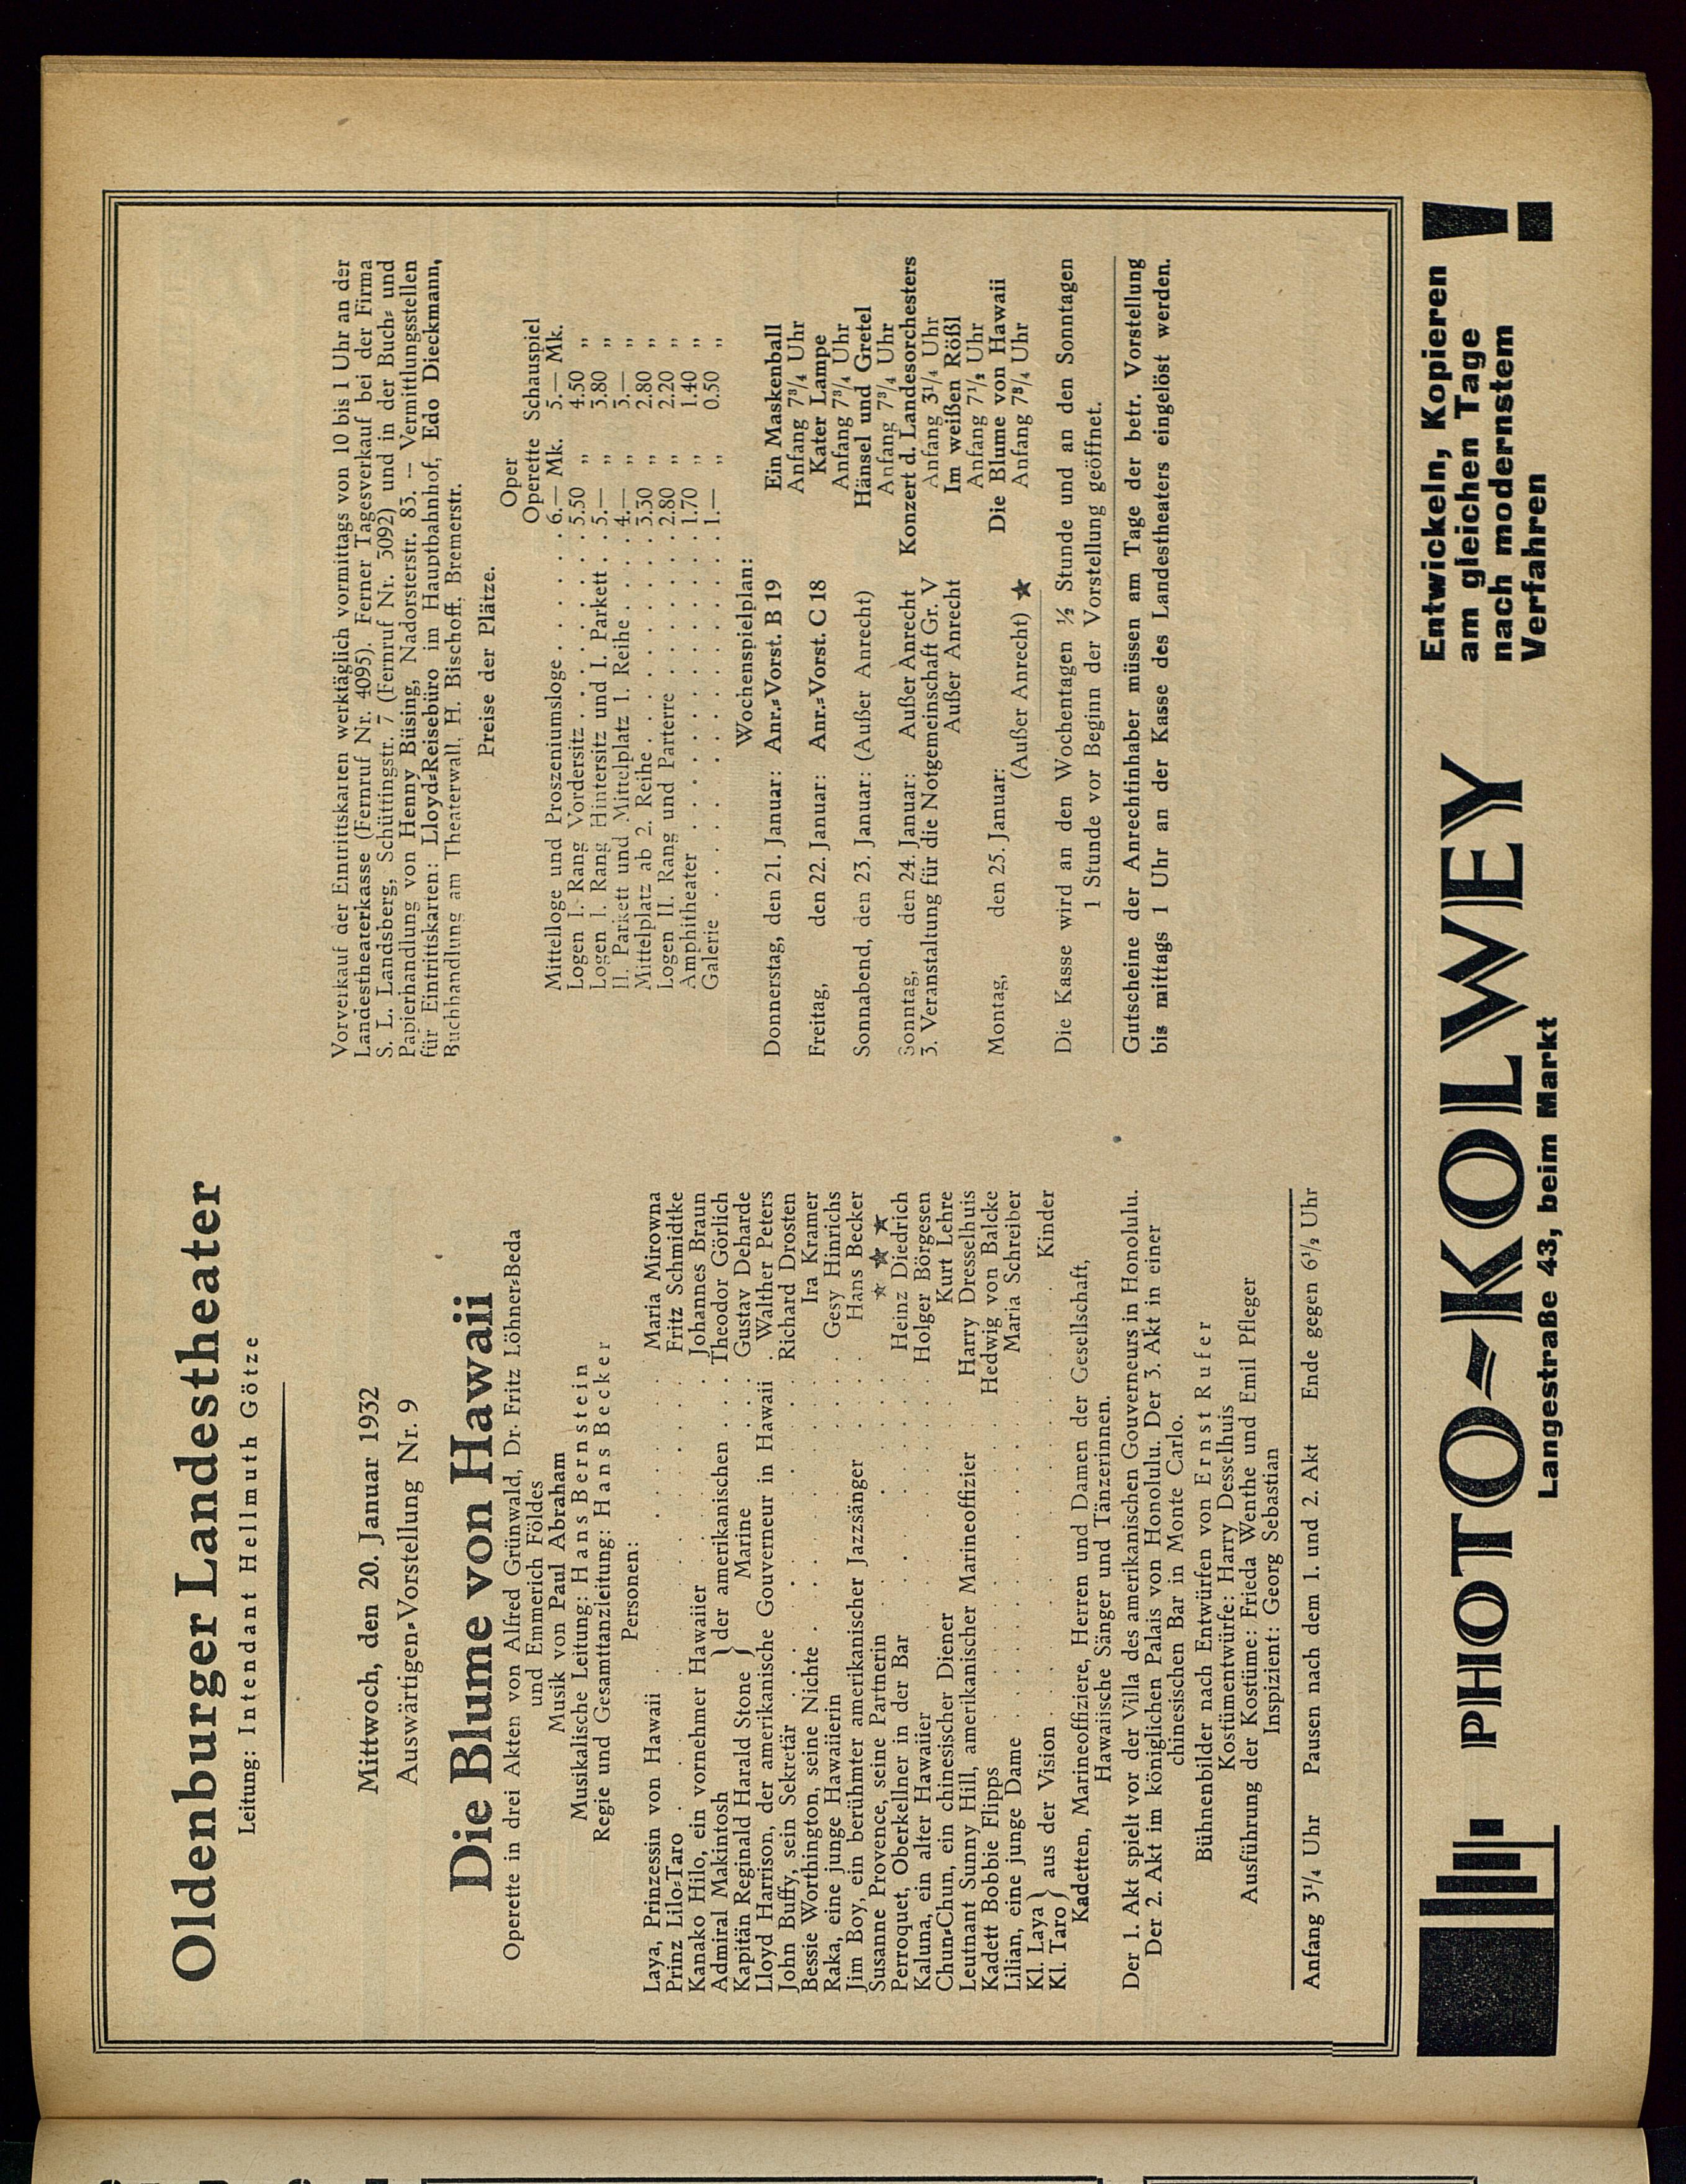 Oldenburger Landestheater
Leitung: Intendant Hellmuth Götze
Mittwoch, den 20. Januar 1932
Auswärtigen-Vorstellung Nr. 9
Die Blume von Hawaii
Operette in drei Akten von Alfred Grünwald, Dr. Fritz Löhner-Beda
und Emmerich Földes
Musik von Paul Abraham
Musikalische Leitung: Hans Bernstein
Regie und Gesamttanzleitung: Hans Becker
Personen:
Laya, Prinzessin von Hawaii . . . . . . Maria Mirowna
Prinz Lilo-Taro . . . . . . . Fritz Schmidtke
Kanako Hilo, ein vornehmer Hawaiier . . . . Johannes Braun
Admiral Makintosh } der amerikanischen . . Theodor Görlich
Kapitän Reginald Harald Stone } Marine . . Gustav Deharde
Lloyd Harrison, der amerikanische Gouverneur in Hawaii . Walther Peters
John Buffy, sein Sekretär . . . . . . Richard Drosten
Bessie Worthington, seine Nichte . . . . . Ira Kramer
Raka, eine junge Hawaiierin . . . . . Gesy Hinrichs
Jim Boy, ein berühmter amerikanischer Jazzsänger . . . Hans Becker
Susanne Provence, seine Partnerin . . . . . ★ ★ ★
Perroquet, Oberkellner in der Bar . . . . . Heinz Diedrich
Kaluna, ein alter Hawaiier . . . . . Holger Börgesen
Chun-Chun, ein chinesischer Diener . . . . Kurt Lehre
Leutnant Sunny Hill, amerikanischer Marineoffizier . . Harry Dresselhuis
Kadett Bobbie Flipps . . . . . . Hedwig von Balcke
Lilian, eine junge Dame . . . . . . Maria Schreiber
Kl. Laya }
Kl. Taro } aus der Vision . . . . . . Kinder
Kadetten, Marineoffiziere, Herren und Damen der Gesellschaft,
Hawaiische Sänger und Tänzerinnen.
Der 1. Akt spielt vor der Villa des amerikanischen Gouverneurs in Honolulu.
Der 2. Akt im königlichen Palais von Honolulu. Der 3. Akt in einer
chinesischen Bar in Monte Carlo.
Bühnenbilder nach Entwürfen von Ernst Rufer
Kostümentwürfe: Harry Desselhuis
Ausführung der Kostüme: Frieda Wenthe und Emil Pfleger
Inspizient: Georg Sebastian
Anfang 3¼ Uhr Pausen nach dem 1. und 2. Akt Ende gegen 6½ Uhr
Vorverkauf der Eintrittskarten werktäglich vormittags von 10 bis 1 Uhr an der
Landestheaterkasse (Fernruf Nr. 4095). Ferner Tagesverkauf bei der Firma
S. L. Landsberg, Schüttingstr. 7 (Fernruf Nr. 3092) und in der Buch- und
Papierhandlung von Henny Büsing, Nadorsterstr. 83. — Vermittlungsstellen
für Eintrittskarten: Lloyd-Reisebüro im Hauptbahnhof, Edo Dieckmann,
Buchhandlung am Theaterwall, H. Bischoff, Bremerstr.
Preise der Plätze.
Oper
Operette Schauspiel
Mittelloge und Proszeniumsloge . . . . . . 6.— Mk. 5.— Mk.
Logen I. Rang Vordersitz . . . . . . . 5.50 „ 4.50 „
Logen I. Rang Hintersitz und I. Parkett . . . 5.— „ 3.80 „
II. Parkett und Mittelplatz 1. Reihe . . . . 4.— „ 3.— „
Mittelplatz ab 2. Reihe . . . . . . . 3.30 „ 2.80 „
Logen II. Rang und Parterre . . . . . . 2.80 „ 2.20 „
Amphitheater . . . . . . . . . 1.70 „ 1.40 „
Galerie . . . . . . . . . . 1.— „ 0.50 „
Wochenspielplan:
Donnerstag, den 21. Januar: Anr.-Vorst. B 19 Ein Maskenball
Anfang 7¾ Uhr
Freitag, den 22. Januar: Anr.-Vorst. C 18 Kater Lampe
Anfang 7¾ Uhr
Sonnabend, den 23. Januar: (Außer Anrecht) Hänsel und Gretel
Anfang 7¾ Uhr
Sonntag, den 24. Januar: Außer Anrecht Konzert d. Landesorchesters
3. Veranstaltung für die Notgemeinschaft Gr. V Anfang 3¼ Uhr
Außer Anrecht Im weißen Rößl
Anfang 7½ Uhr
Montag, den 25. Januar: Die Blume von Hawaii
(Außer Anrecht) ★ Anfang 7¾ Uhr
Die Kasse wird an den Wochentagen ½ Stunde und an den Sonntagen
1 Stunde vor Beginn der Vorstellung geöffnet.
Gutscheine der Anrechtinhaber müssen am Tage der betr. Vorstellung
bis mittags 1 Uhr an der Kasse des Landestheaters eingelöst werden.
PHOTO-KOLWEY
Langestraße 43, beim Markt
Entwickeln, Kopieren
am gleichen Tage
nach modernstem
Verfahren !